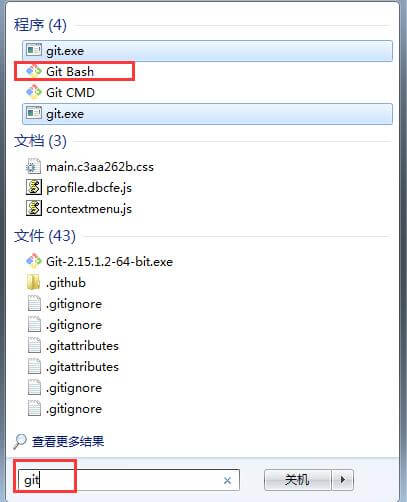 程序 (4)
git.exe
Git Bash
Git CMD
git.exe
文档 (3)
main.c3aa262b.css
profile.dbcfe.js
contextmenu.js
文件 (43)
Git-2.15.1.2-64-bit.exe
.github
.gitignore
.gitignore
.gitattributes
.gitattributes
.gitignore
.gitignore
查看更多结果
git
关机